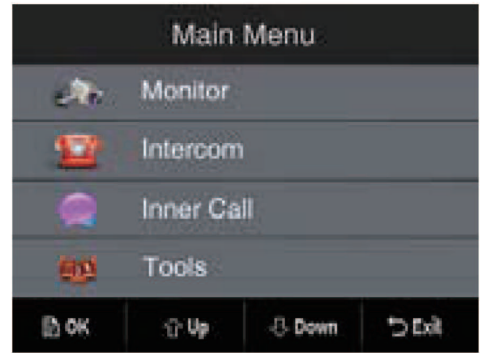 Main Menu
Monitor
Intercom
Inner Call
Tools
OK Up Down Exit